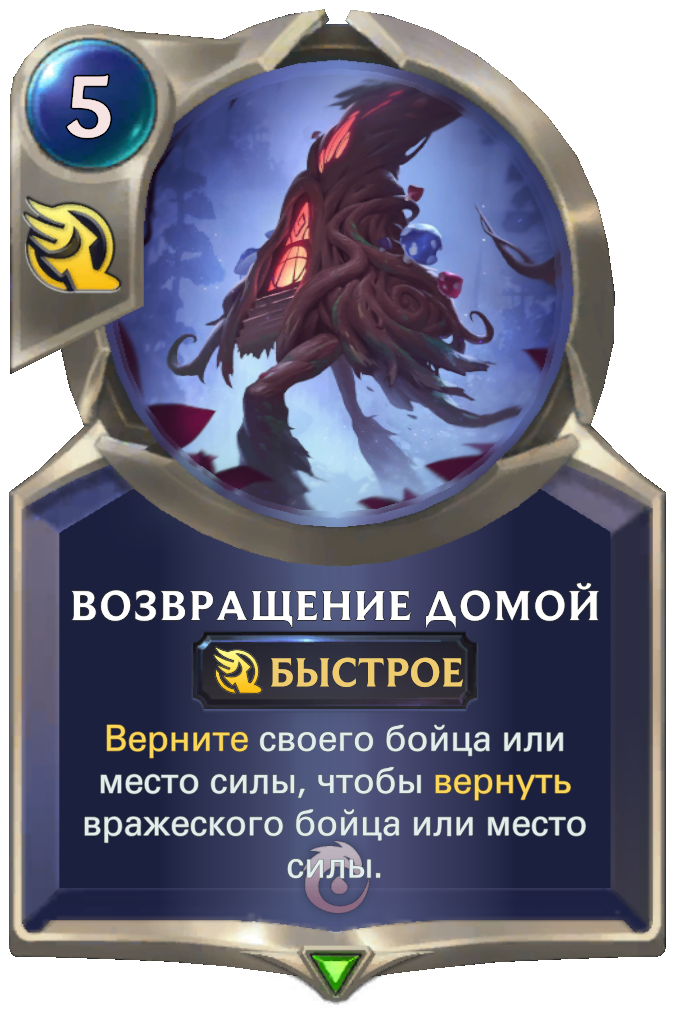 5
ВОЗВРАЩЕНИЕ ДОМОЙ
БЫСТРОЕ
Верните своего бойца или
место силы, чтобы вернуть
вражеского бойца или место
силы.